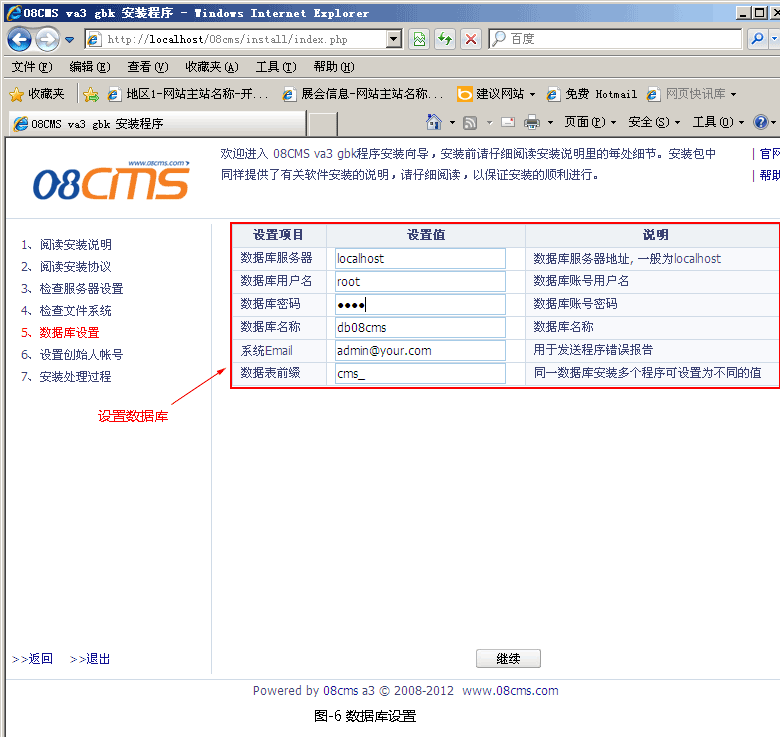 08CMS va3 gbk 安装程序 - Windows Internet Explorer
http://localhost/08cms/install/index.php
百度
文件(F) 编辑(E) 查看(V) 收藏夹(A) 工具(T) 帮助(H)
收藏夹 地区1-网站主站名称-开... 展会信息-网站主站名称... 建议网站 免费 Hotmail 网页快讯库
08CMS va3 gbk 安装程序
页面(P) 安全(S) 工具(O)
www.08cms.com
08CMS
欢迎进入 08CMS va3 gbk程序安装向导，安装前请仔细阅读安装说明里的每处细节。安装包中
同样提供了有关软件安装的说明，请仔细阅读，以保证安装的顺利进行。
| 官网
| 帮助
1、阅读安装说明
2、阅读安装协议
3、检查服务器设置
4、检查文件系统
5、数据库设置
6、设置创始人帐号
7、安装处理过程
设置数据库
设置项目 设置值 说明
数据库服务器 localhost 数据库服务器地址, 一般为localhost
数据库用户名 root 数据库账号用户名
数据库密码 ●●●● 数据库账号密码
数据库名称 db08cms 数据库名称
系统Email admin@your.com 用于发送程序错误报告
数据表前缀 cms_ 同一数据库安装多个程序可设置为不同的值
>>返回 >>退出
继续
Powered by 08cms a3 © 2008-2012 www.08cms.com
图-6 数据库设置